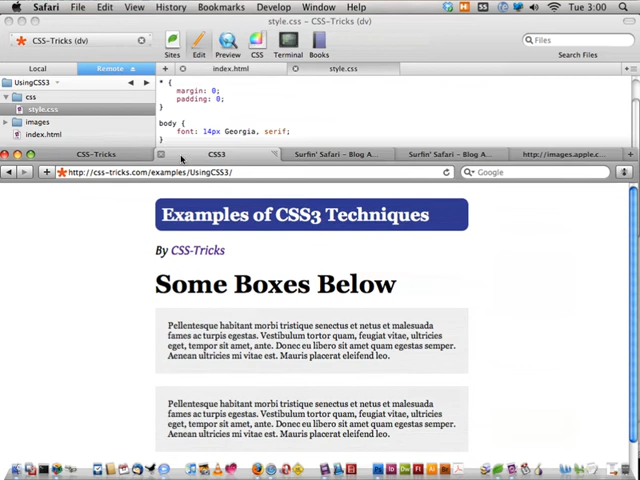 Safari File Edit View History Bookmarks Develop Window Help Tue 3:00
style.css – CSS-Tricks (dv)
CSS-Tricks (dv)
Files
Sites Edit Preview CSS Terminal Books Search Files
Local Remote index.html style.css
UsingCSS3
css
style.css
images
index.html
* {
margin: 0;
padding: 0;
}
body {
font: 14px Georgia, serif;
}
CSS-Tricks CSS3 Surfin' Safari - Blog A... Surfin' Safari - Blog A... http://images.apple.c...
http://css-tricks.com/examples/UsingCSS3/ Google
Examples of CSS3 Techniques
By CSS-Tricks
Some Boxes Below
Pellentesque habitant morbi tristique senectus et netus et malesuada
fames ac turpis egestas. Vestibulum tortor quam, feugiat vitae, ultricies
eget, tempor sit amet, ante. Donec eu libero sit amet quam egestas semper.
Aenean ultricies mi vitae est. Mauris placerat eleifend leo.
Pellentesque habitant morbi tristique senectus et netus et malesuada
fames ac turpis egestas. Vestibulum tortor quam, feugiat vitae, ultricies
eget, tempor sit amet, ante. Donec eu libero sit amet quam egestas semper.
Aenean ultricies mi vitae est. Mauris placerat eleifend leo.